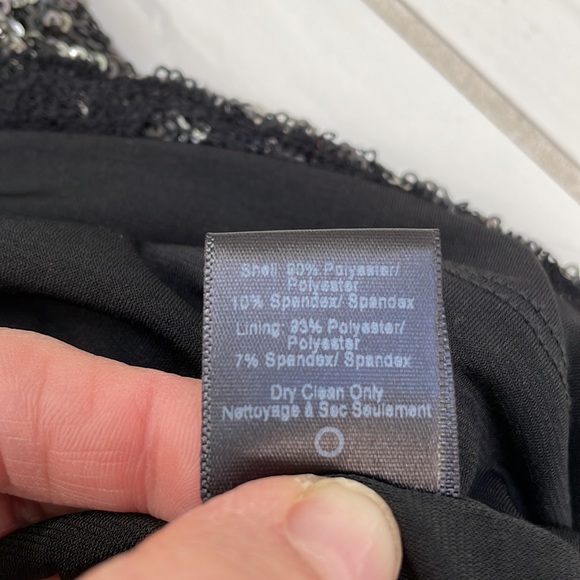 Shell: 90% Polyester/
Polyester
10% Spandex/ Spandex
Lining: 93% Polyester/
Polyester
7% Spandex/ Spandex
Dry Clean Only
Nettoyage à Sec Seulement